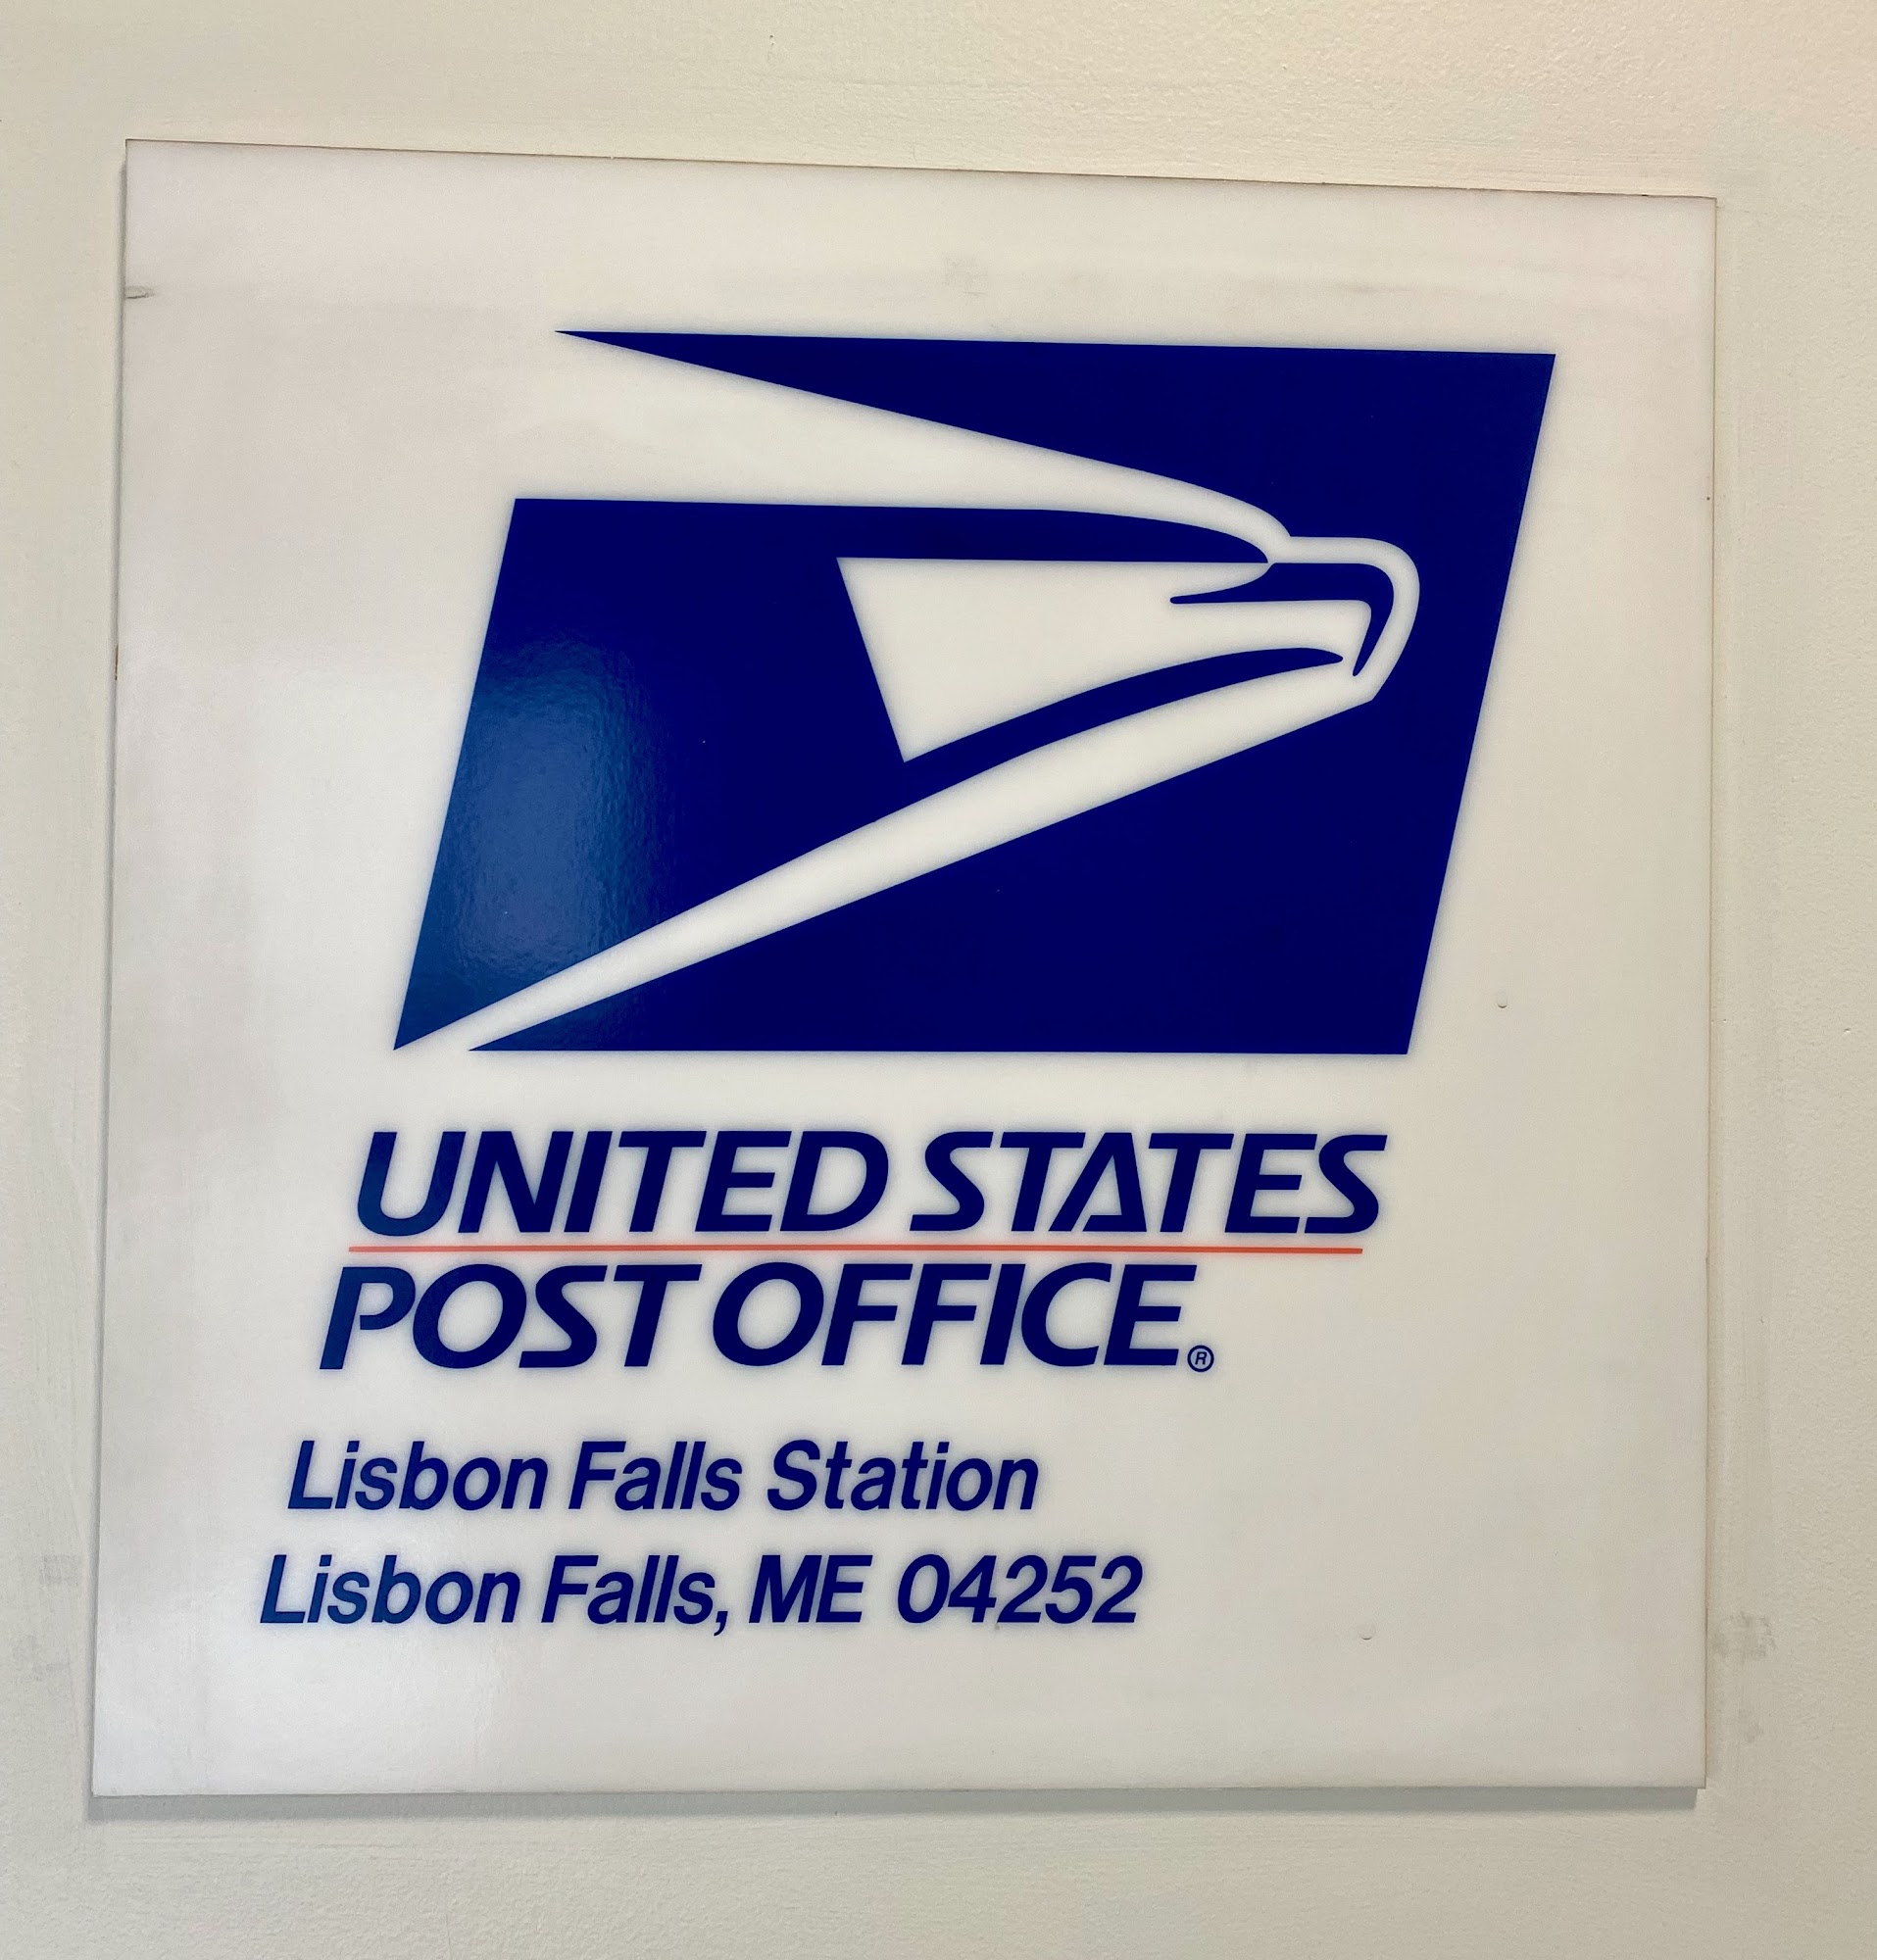 UNITED STATES
POST OFFICE®
Lisbon Falls Station
Lisbon Falls, ME 04252